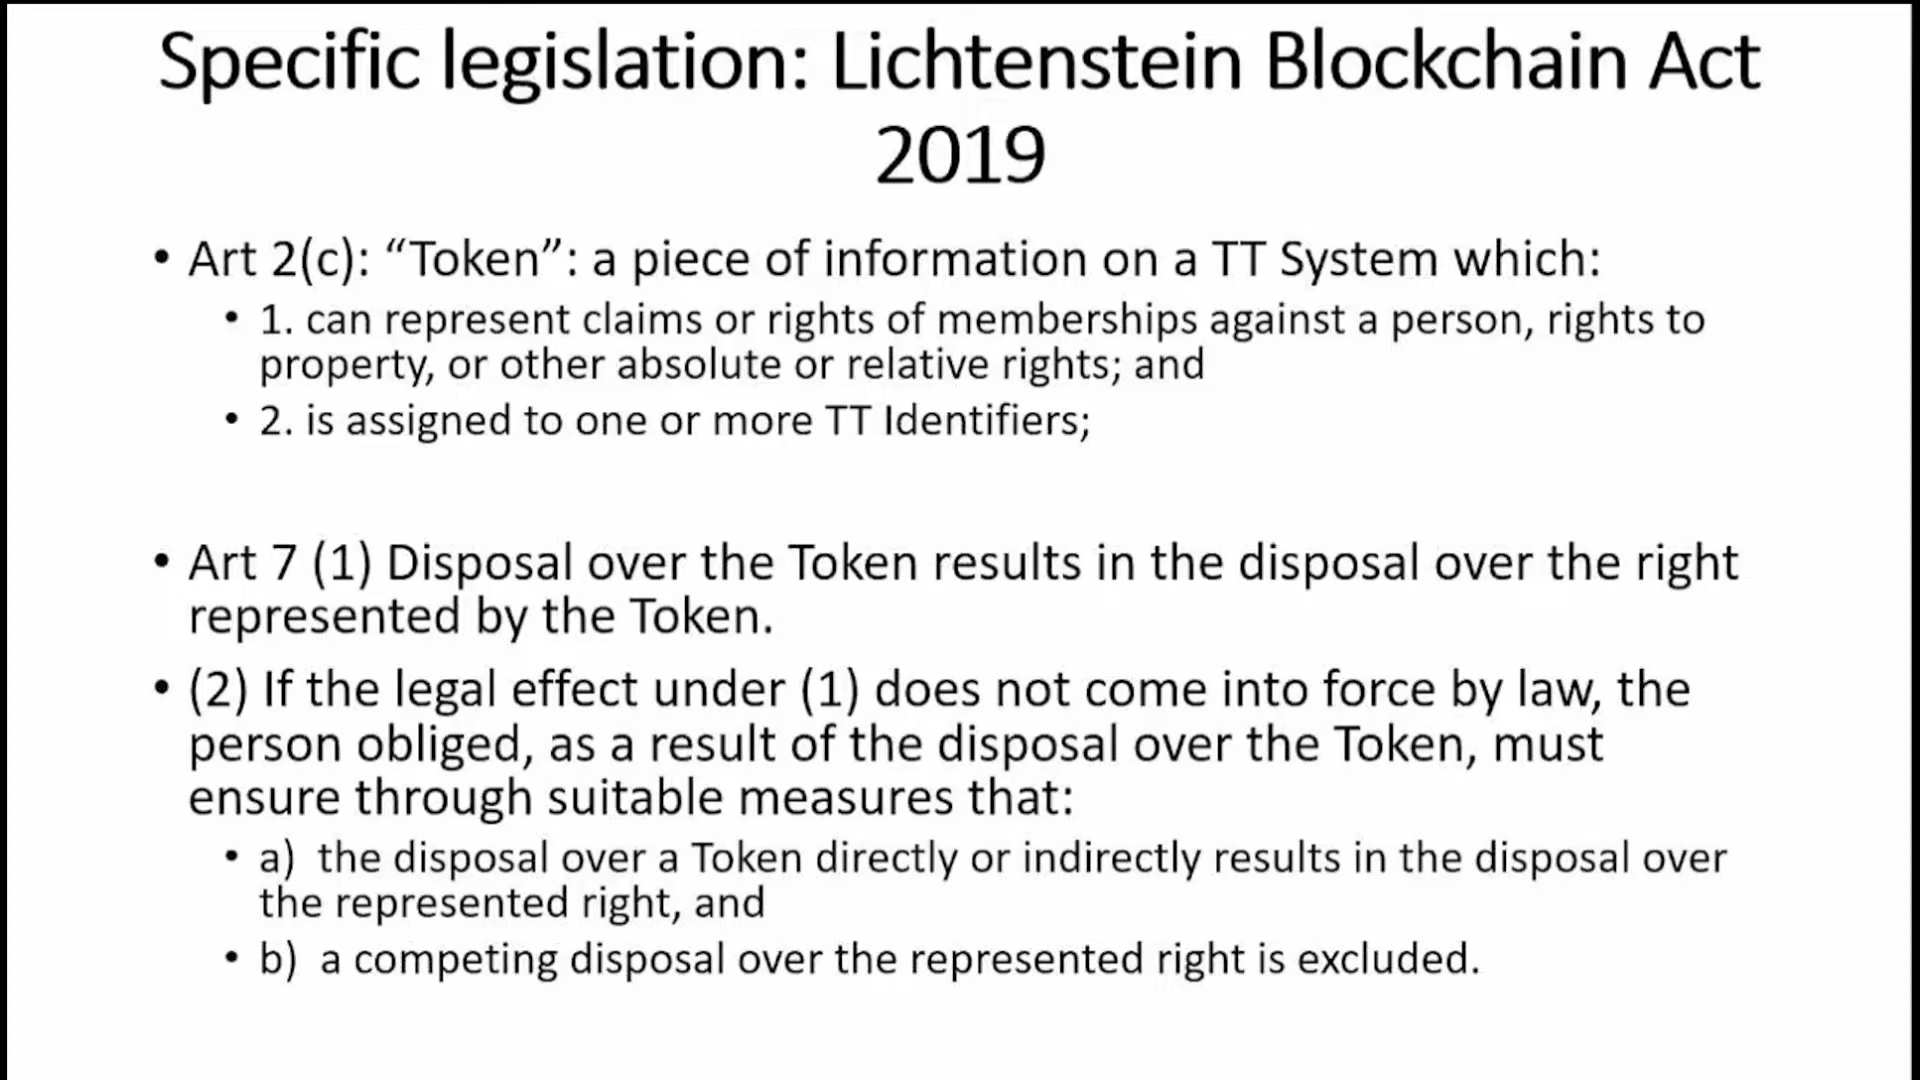 Specific legislation: Lichtenstein Blockchain Act
2019
• Art 2(c): “Token”: a piece of information on a TT System which:
• 1. can represent claims or rights of memberships against a person, rights to
property, or other absolute or relative rights; and
• 2. is assigned to one or more TT Identifiers;
• Art 7 (1) Disposal over the Token results in the disposal over the right
represented by the Token.
• (2) If the legal effect under (1) does not come into force by law, the
person obliged, as a result of the disposal over the Token, must
ensure through suitable measures that:
• a) the disposal over a Token directly or indirectly results in the disposal over
the represented right, and
• b) a competing disposal over the represented right is excluded.